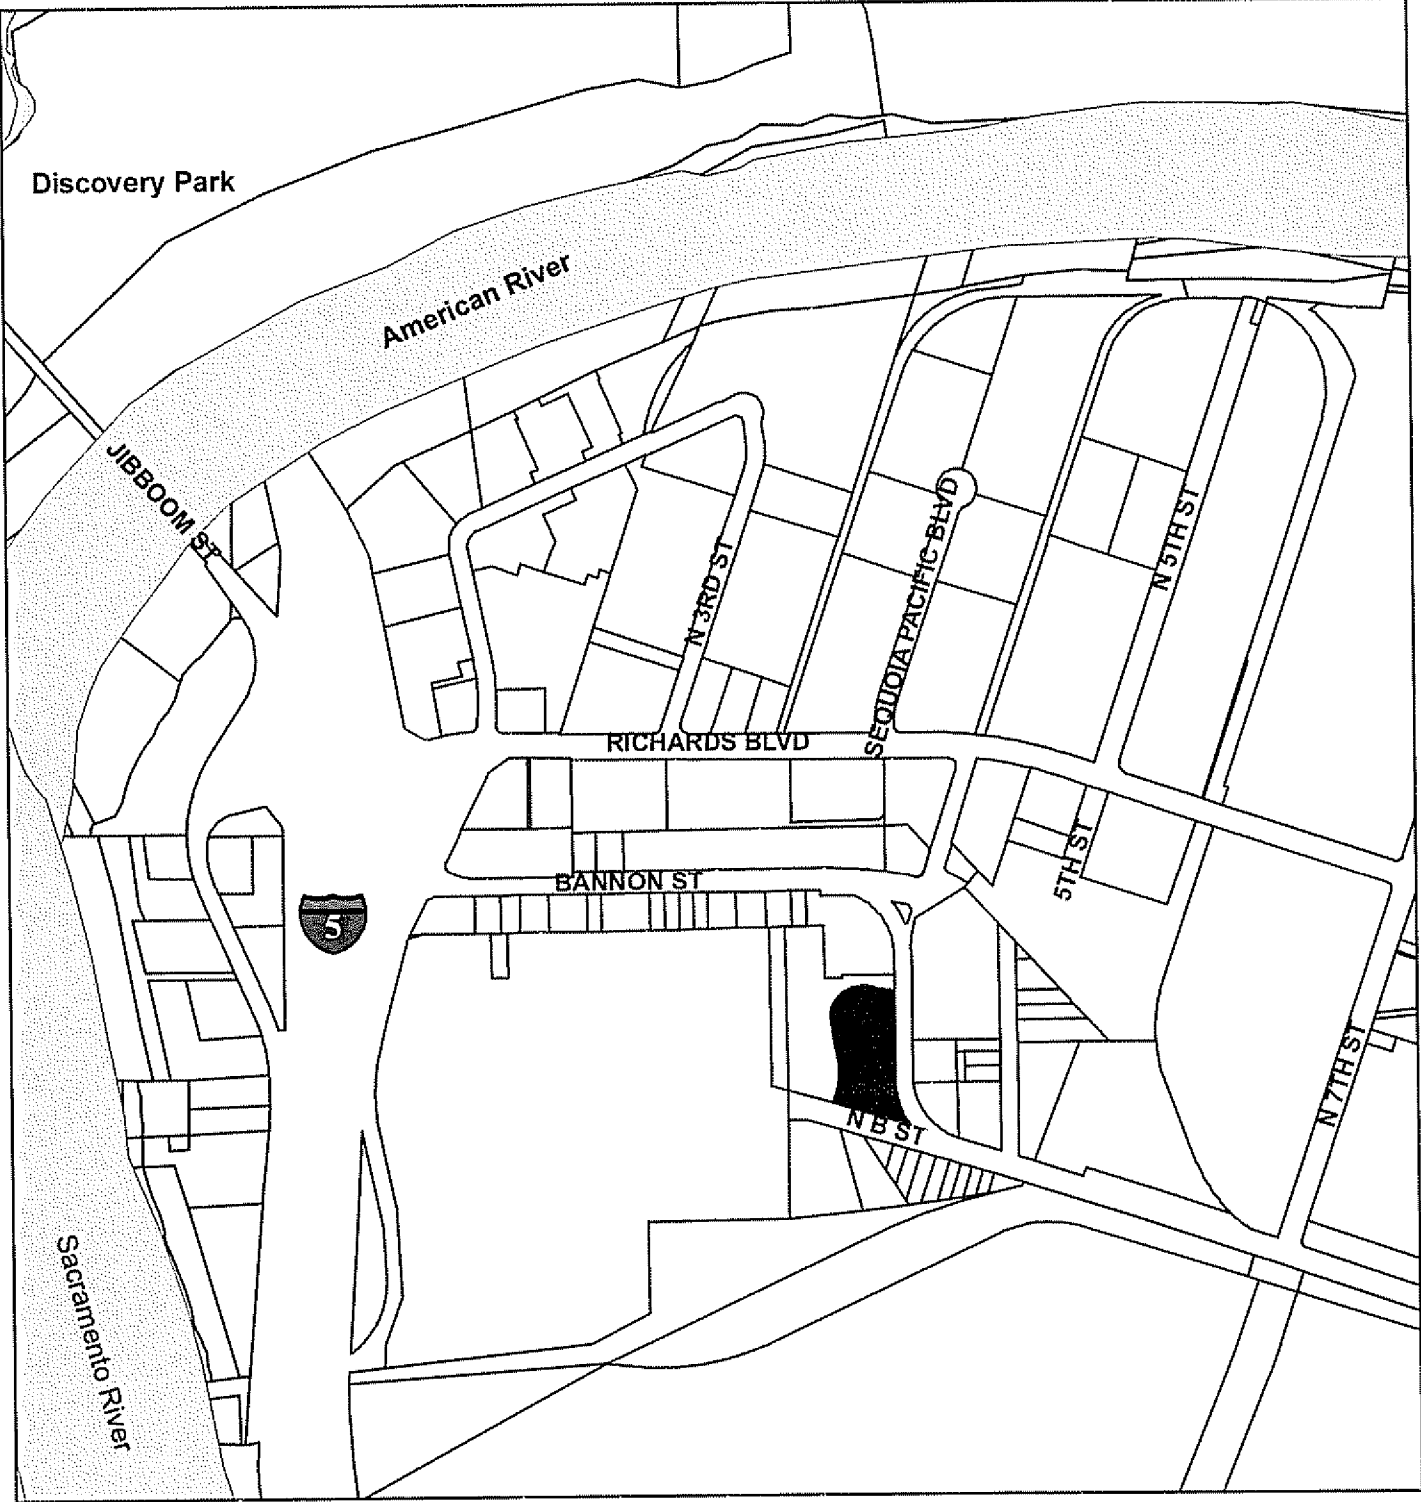 Discovery Park
American River
JIBBOOM ST
SEQUOIA PACIFIC BLVD
N 5TH ST
N 3RD ST
RICHARDS BLVD
5TH ST
BANNON ST
5
N 7TH ST
N B ST
Sacramento River